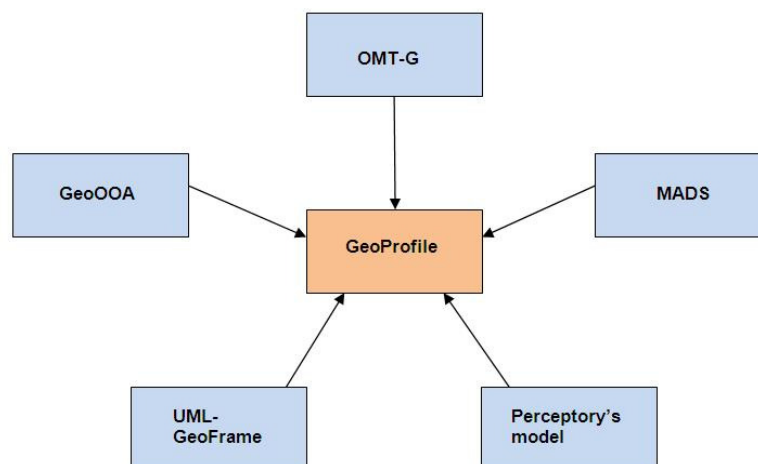 OMT-G
GeoOOA
MADS
GeoProfile
UML-
GeoFrame
Perceptory's
model